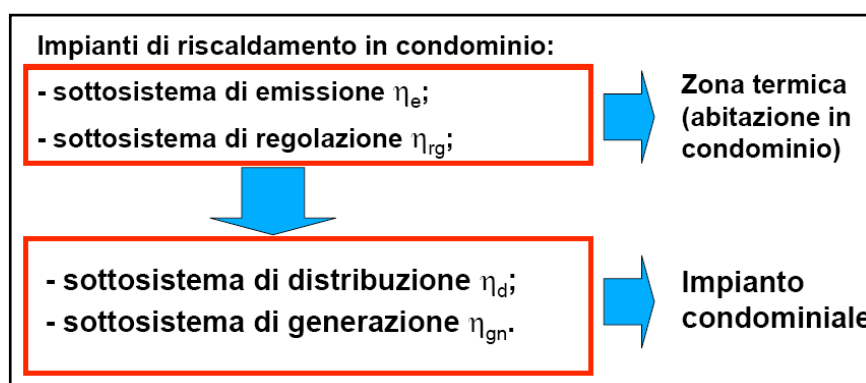 Impianti di riscaldamento in condominio:
- sottosistema di emissione ηe;
- sottosistema di regolazione ηrg;
Zona termica
(abitazione in
condominio)
- sottosistema di distribuzione ηd;
- sottosistema di generazione ηgn.
Impianto
condominiale